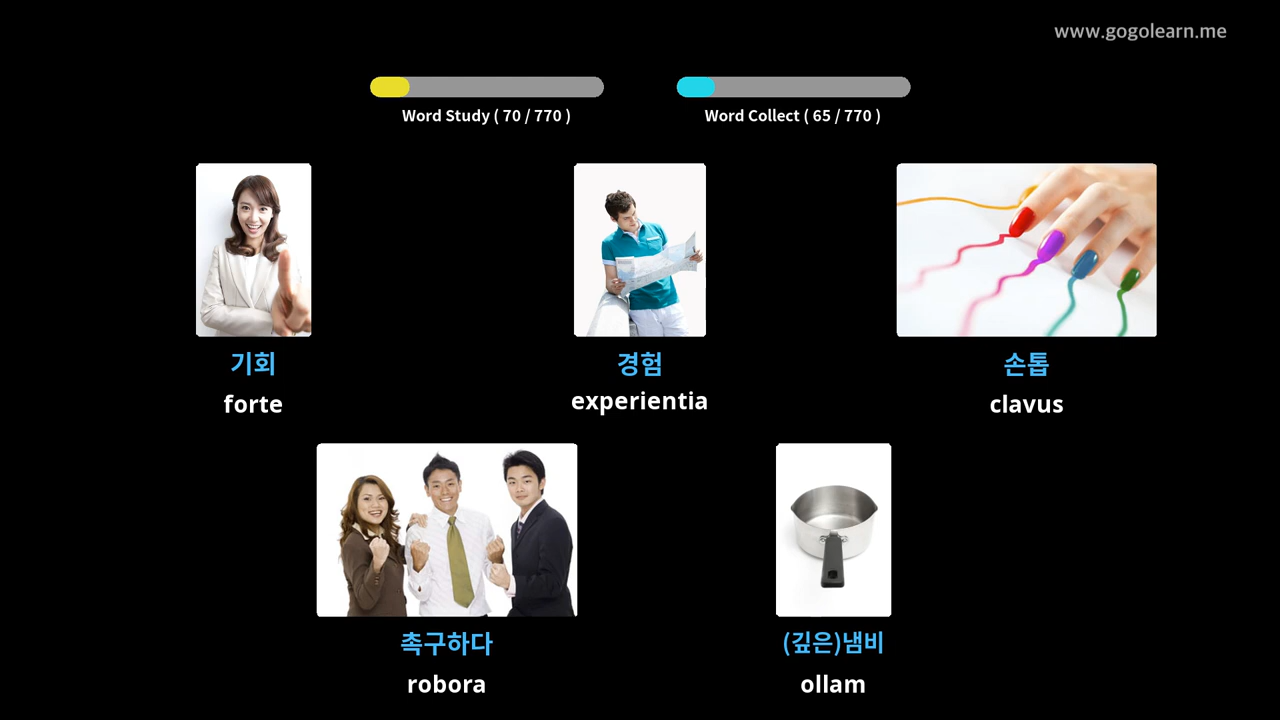 www.gogolearn.me
Word Study ( 70 / 770 )
Word Collect ( 65 / 770 )
기회
forte
경험
experientia
손톱
clavus
촉구하다
robora
(깊은)냄비
ollam